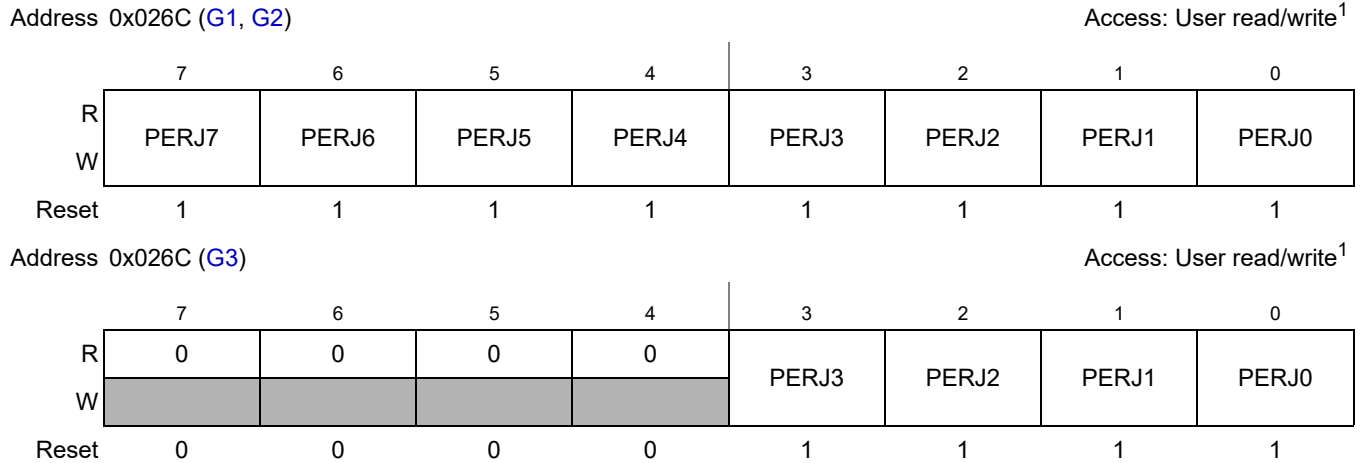 Address 0x026C (G1, G2) Access: User read/write1
7 6 5 4 3 2 1 0
R
PERJ7 PERJ6 PERJ5 PERJ4 PERJ3 PERJ2 PERJ1 PERJ0
W
Reset 1 1 1 1 1 1 1 1
Address 0x026C (G3) Access: User read/write1
7 6 5 4 3 2 1 0
R 0 0 0 0
PERJ3 PERJ2 PERJ1 PERJ0
W
Reset 0 0 0 0 1 1 1 1